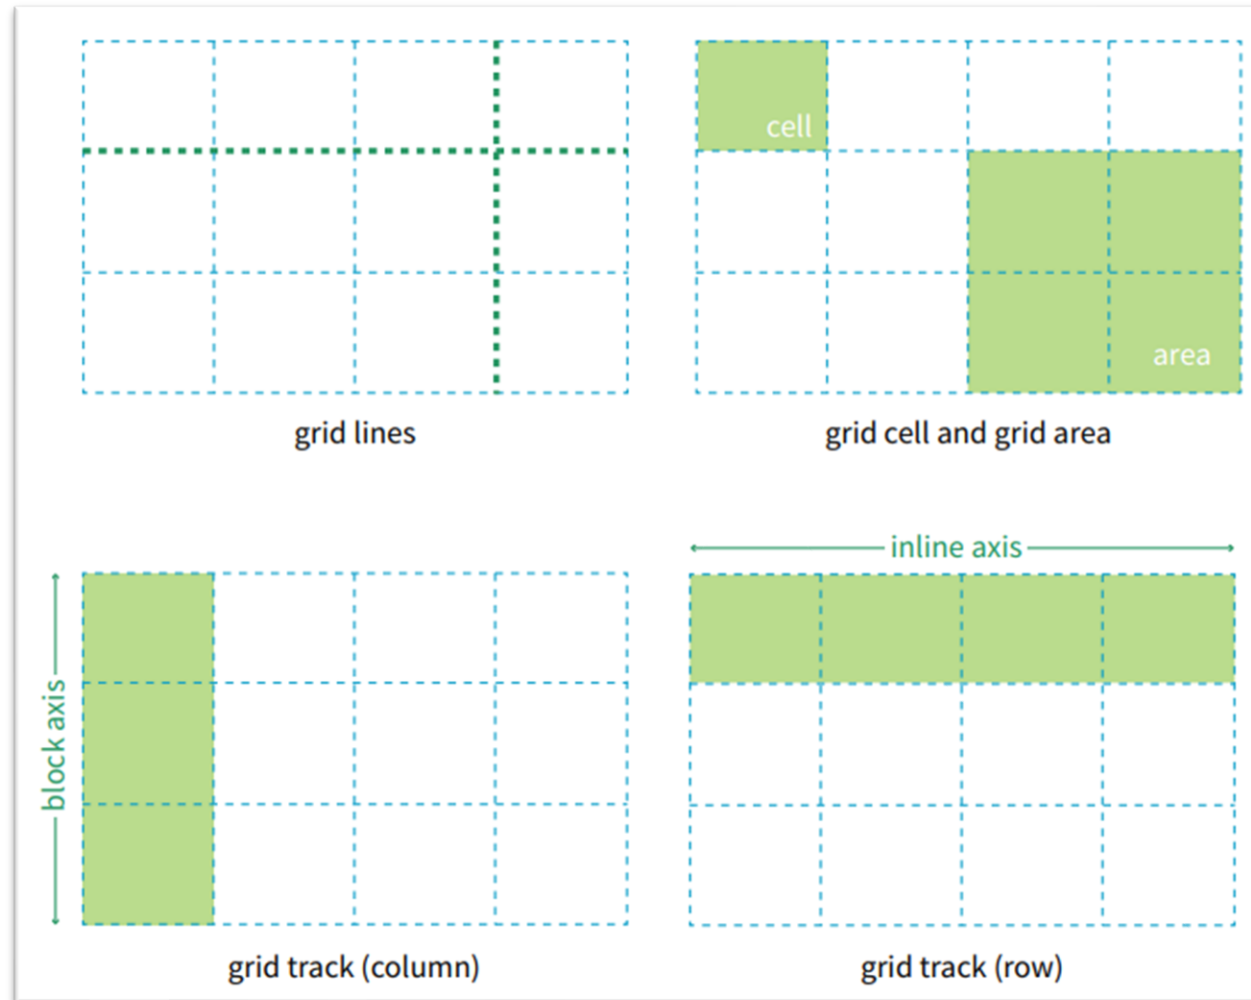 cell
area
grid lines
grid cell and grid area
inline axis
block axis
grid track (column)
grid track (row)